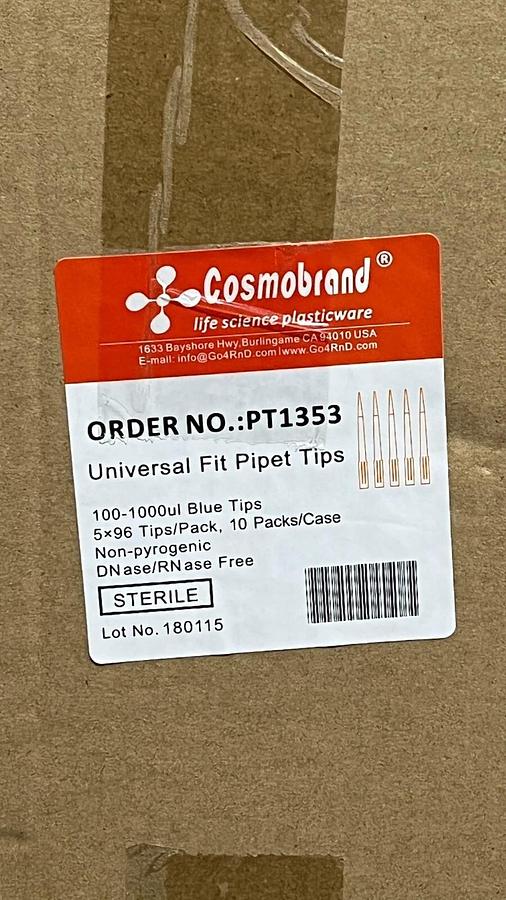 Cosmobrand®
life science plasticware
1633 Bayshore Hwy,Burlingame CA 94010 USA
E-mail: info@Go4RnD.com|www.Go4RnD.com
ORDER NO.:PT1353
Universal Fit Pipet Tips
100-1000ul Blue Tips
5×96 Tips/Pack, 10 Packs/Case
Non-pyrogenic
DNase/RNase Free
STERILE
Lot No. 180115